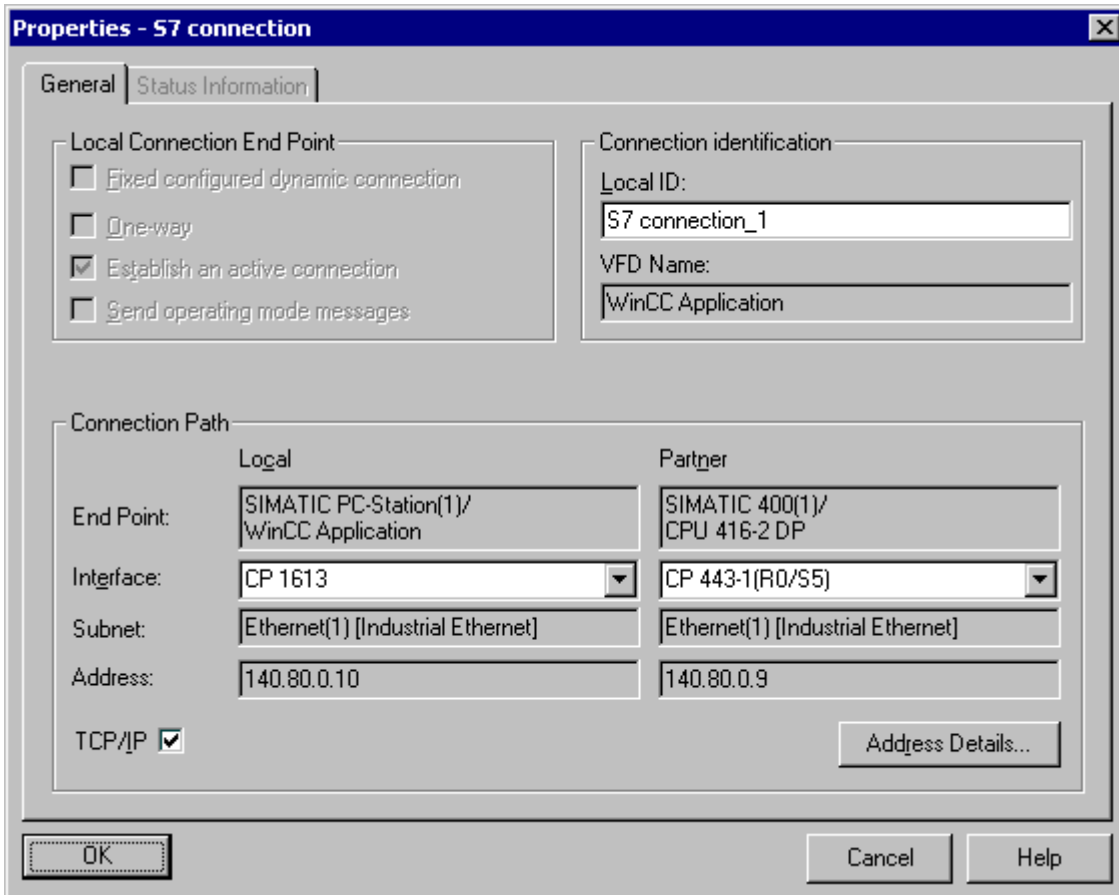 Properties - S7 connection
General
Status Information
Local Connection End Point
Fixed configured dynamic connection
One-way
Establish an active connection
Send operating mode messages
Connection identification
Local ID:
S7 connection_1
VFD Name:
WinCC Application
Connection Path
Local
Partner
End Point:
SIMATIC PC-Station(1)/
WinCC Application
SIMATIC 400(1)/
CPU 416-2 DP
Interface:
CP 1613
CP 443-1(R0/S5)
Subnet:
Ethernet(1) [Industrial Ethernet]
Ethernet(1) [Industrial Ethernet]
Address:
140.80.0.10
140.80.0.9
TCP/IP
Address Details...
OK
Cancel
Help